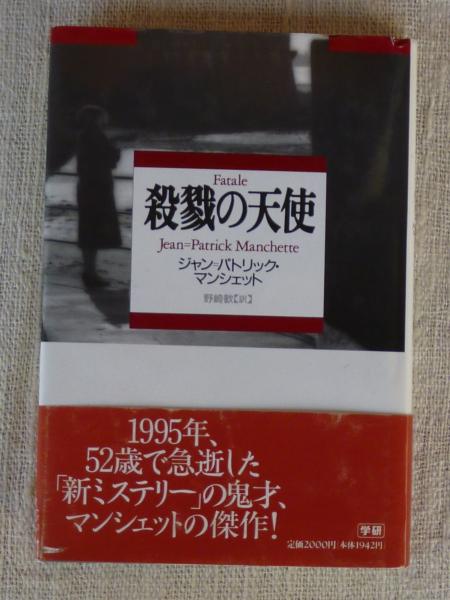 Fatale
殺戮の天使
Jean=Patrick Manchette
ジャン=パトリック・
マンシェット
野崎歓【訳】
1995年、
52歳で急逝した
「新ミステリー」の鬼才、
マンシェットの傑作!
学研
定価2000円[本体1942円]